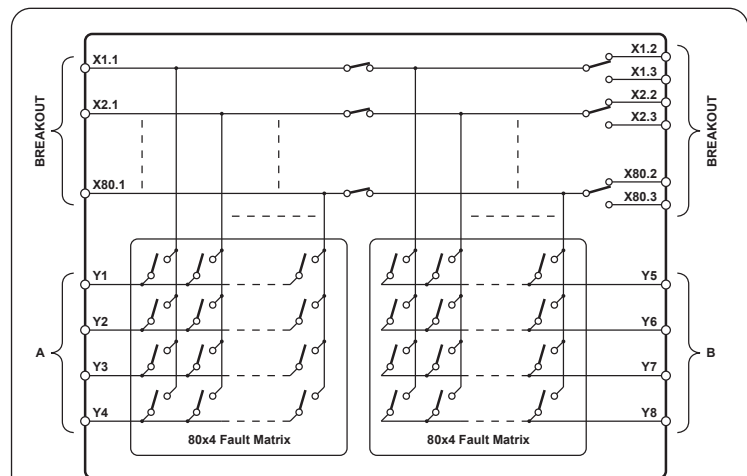 X1.1
X1.2
X1.3
X2.1
X2.2
X2.3
BREAKOUT
BREAKOUT
X80.1
X80.2
X80.3
Y1
Y5
Y2
Y6
A
B
Y3
Y7
Y4
Y8
80x4 Fault Matrix
80x4 Fault Matrix